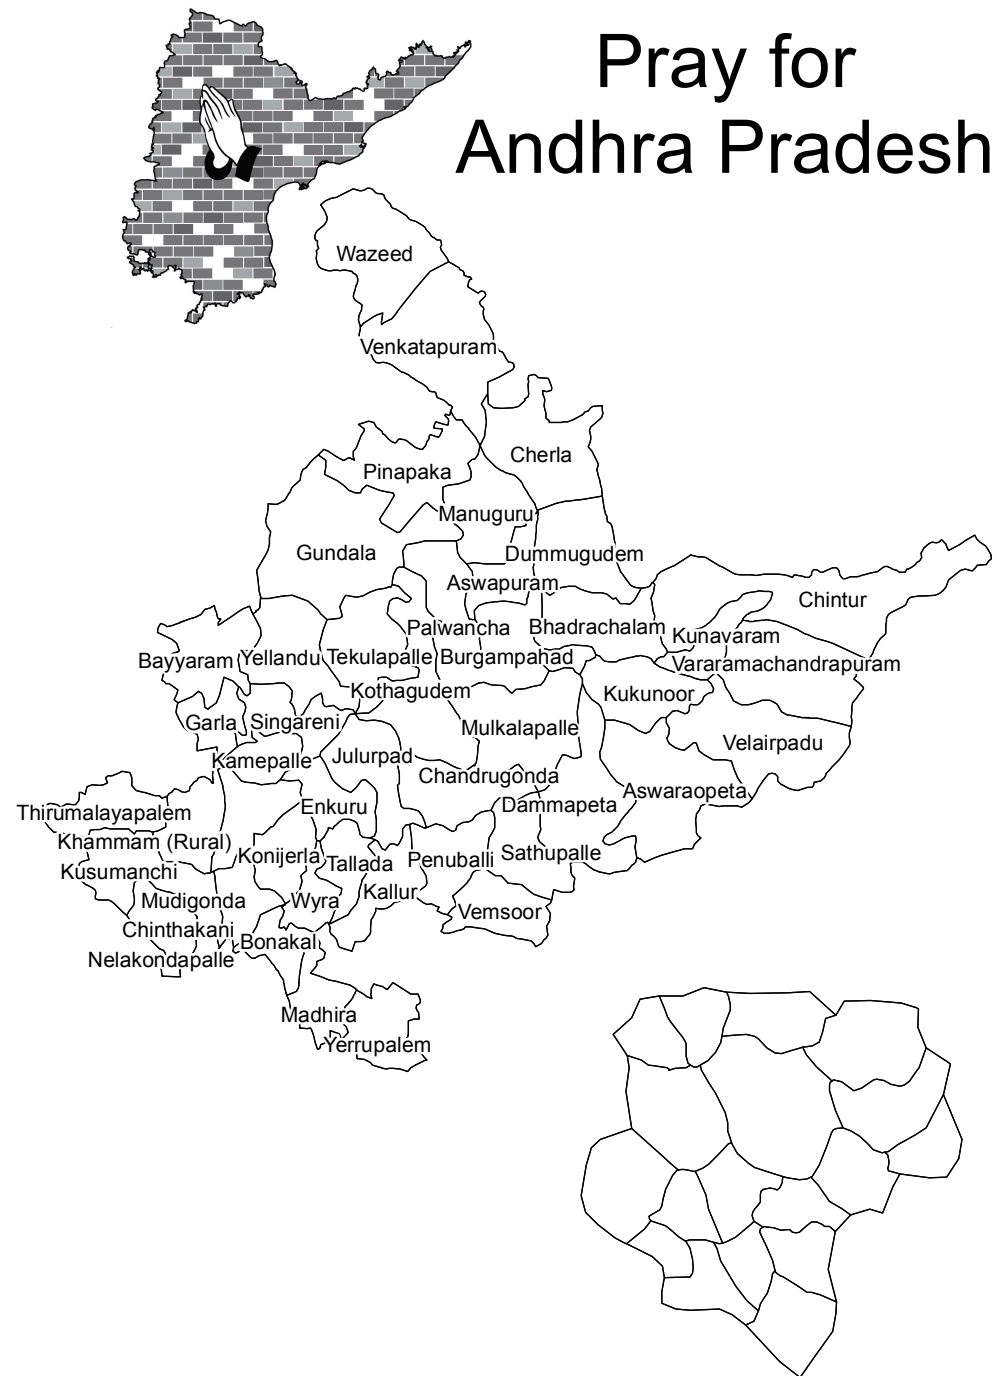 Pray for
Andhra Pradesh
Wazeed
Venkatapuram
Cherla
Pinapaka
Manuguru
Gundala
Dummugudem
Aswapuram
Chintur
Palwancha
Bhadrachalam
Kunavaram
Bayyaram
Yellandu
Tekulapalle
Burgampahad
Vararamachandrapuram
Kothagudem
Kukunoor
Garla
Singareni
Mulkalapalle
Velairpadu
Kamepalle
Julurpad
Chandrugonda
Aswaraopeta
Thirumalayapalem
Enkuru
Dammapeta
Khammam (Rural)
Konijerla
Tallada
Penuballi
Sathupalle
Kusumanchi
Kallur
Mudigonda
Wyra
Vemsoor
Chinthakani
Bonakal
Nelakondapalle
Madhira
Yerrupalem